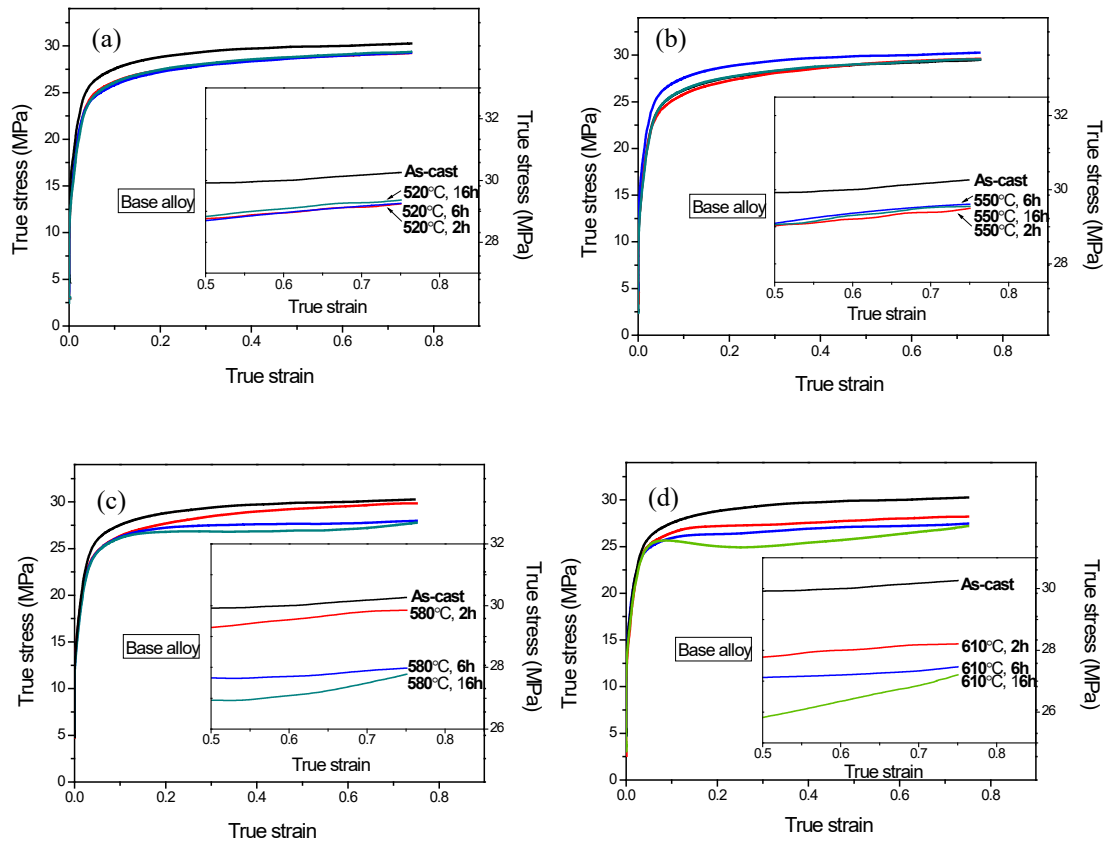 (a)
30
25
20
15
10
5
0
True stress (MPa)
0.0
0.2
0.4
0.6
0.8
True strain
Base alloy
As-cast
520°C, 16h
520°C, 6h
520°C, 2h
32
30
28
True stress (MPa)
0.5
0.6
0.7
0.8
True strain
(b)
30
25
20
15
10
5
0
True stress (MPa)
0.0
0.2
0.4
0.6
0.8
True strain
Base alloy
As-cast
550°C, 6h
550°C, 16h
550°C, 2h
32
30
28
True stress (MPa)
0.5
0.6
0.7
0.8
True strain
(c)
30
25
20
15
10
5
0
True stress (MPa)
0.0
0.2
0.4
0.6
0.8
True strain
Base alloy
As-cast
580°C, 2h
580°C, 6h
580°C, 16h
32
30
28
26
True stress (MPa)
0.5
0.6
0.7
0.8
True strain
(d)
30
25
20
15
10
5
0
True stress (MPa)
0.0
0.2
0.4
0.6
0.8
True strain
Base alloy
As-cast
610°C, 2h
610°C, 6h
610°C, 16h
32
30
28
26
True stress (MPa)
0.5
0.6
0.7
0.8
True strain